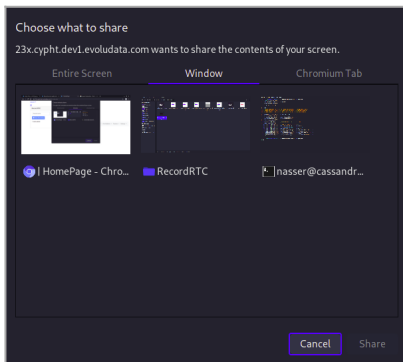 Choose what to share
23x.cypht.dev1.evoludata.com wants to share the contents of your screen.
Entire Screen Window Chromium Tab
| HomePage - Chro... RecordRTC nasser@cassandr...
Cancel Share